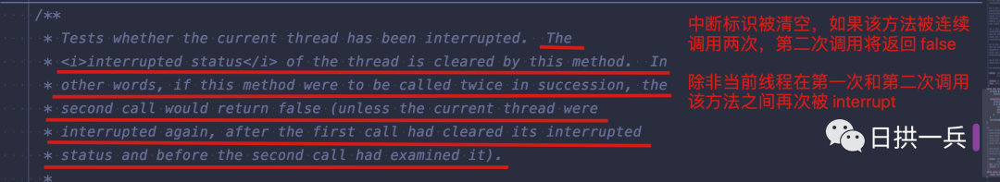 /**
* Tests whether the current thread has been interrupted. The
* <i>interrupted status</i> of the thread is cleared by this method. In
* other words, if this method were to be called twice in succession, the
* second call would return false (unless the current thread were
* interrupted again, after the first call had cleared its interrupted
* status and before the second call had examined it).
*
中断标识被清空，如果该方法被连续
调用两次，第二次调用将返回 false
除非当前线程在第一次和第二次调用
该方法之间再次被 interrupt
日拱一兵